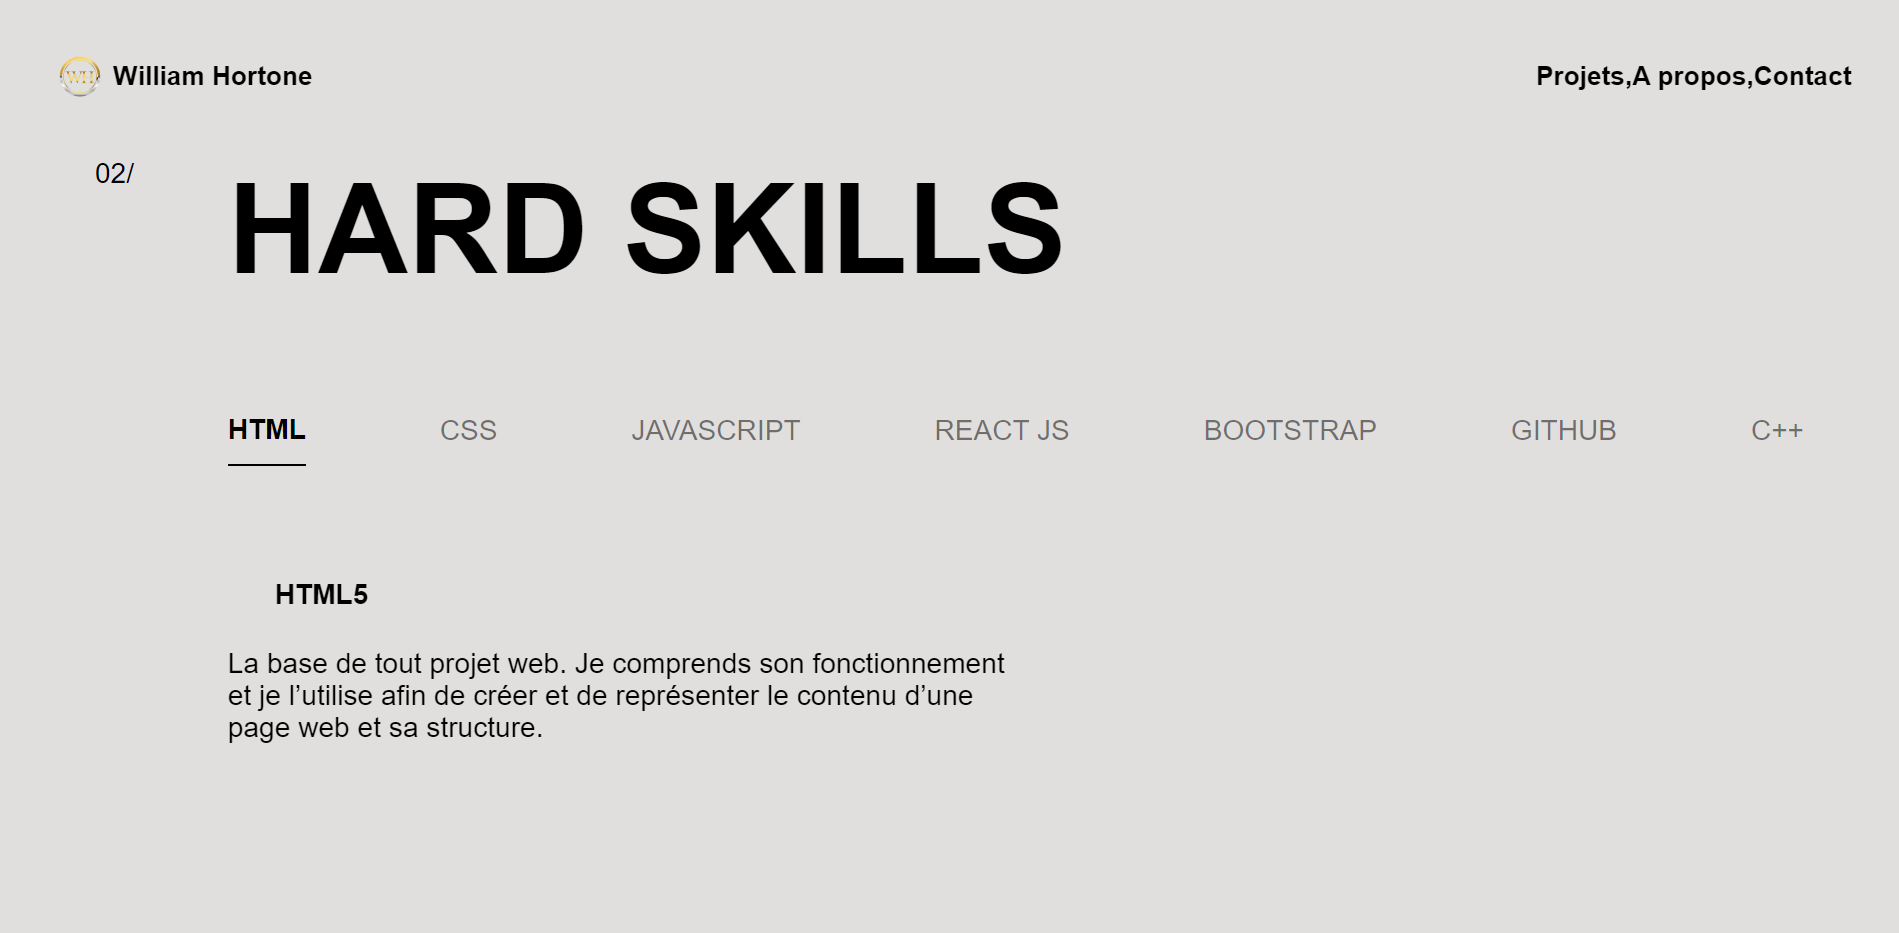 WH William Hortone
Projets,A propos,Contact
02/
HARD SKILLS
HTML CSS JAVASCRIPT REACT JS BOOTSTRAP GITHUB C++
HTML5
La base de tout projet web. Je comprends son fonctionnement
et je l’utilise afin de créer et de représenter le contenu d’une
page web et sa structure.